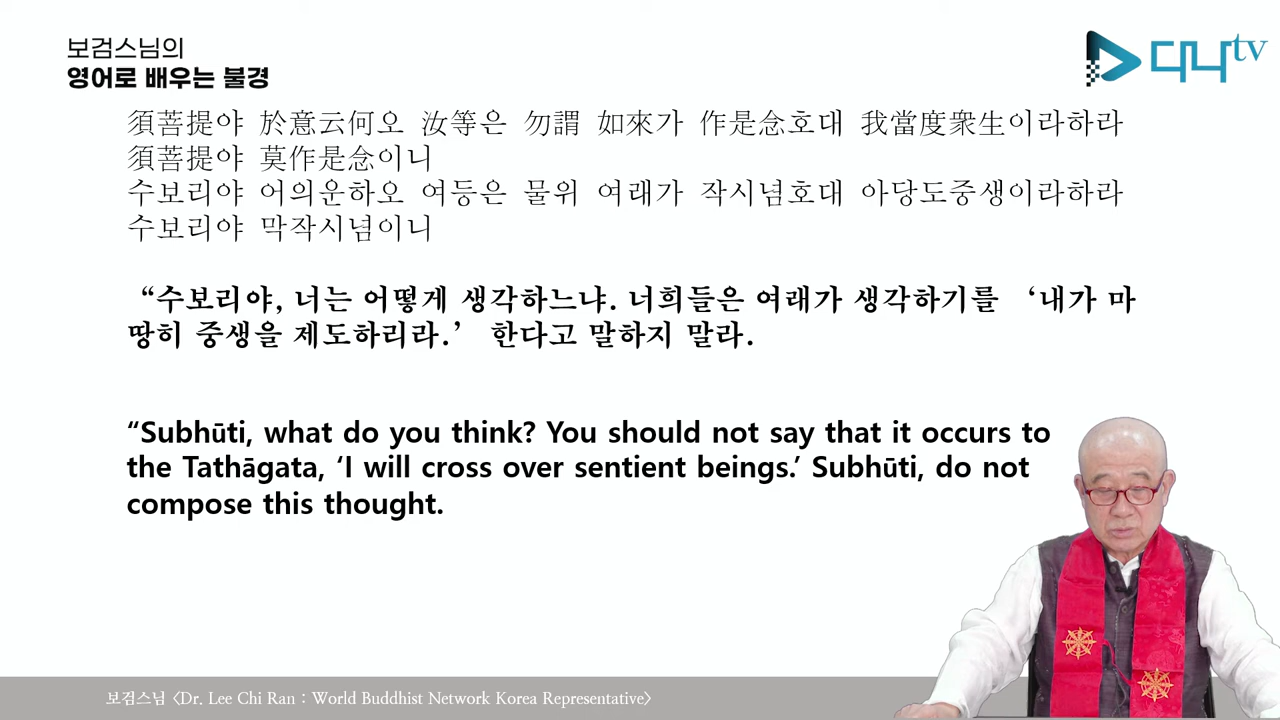 보검스님의
영어로 배우는 불경
다나tv
須菩提야 於意云何오 汝等은 勿謂 如來가 作是念호대 我當度衆生이라하라
須菩提야 莫作是念이니
수보리야 어의운하오 여등은 물위 여래가 작시념호대 아당도중생이라하라
수보리야 막작시념이니
“수보리야, 너는 어떻게 생각하느냐. 너희들은 여래가 생각하기를 ‘내가 마
땅히 중생을 제도하리라.’ 한다고 말하지 말라.
“Subhūti, what do you think? You should not say that it occurs to
the Tathāgata, ‘I will cross over sentient beings.’ Subhūti, do not
compose this thought.
보검스님 <Dr. Lee Chi Ran : World Buddhist Network Korea Representative>